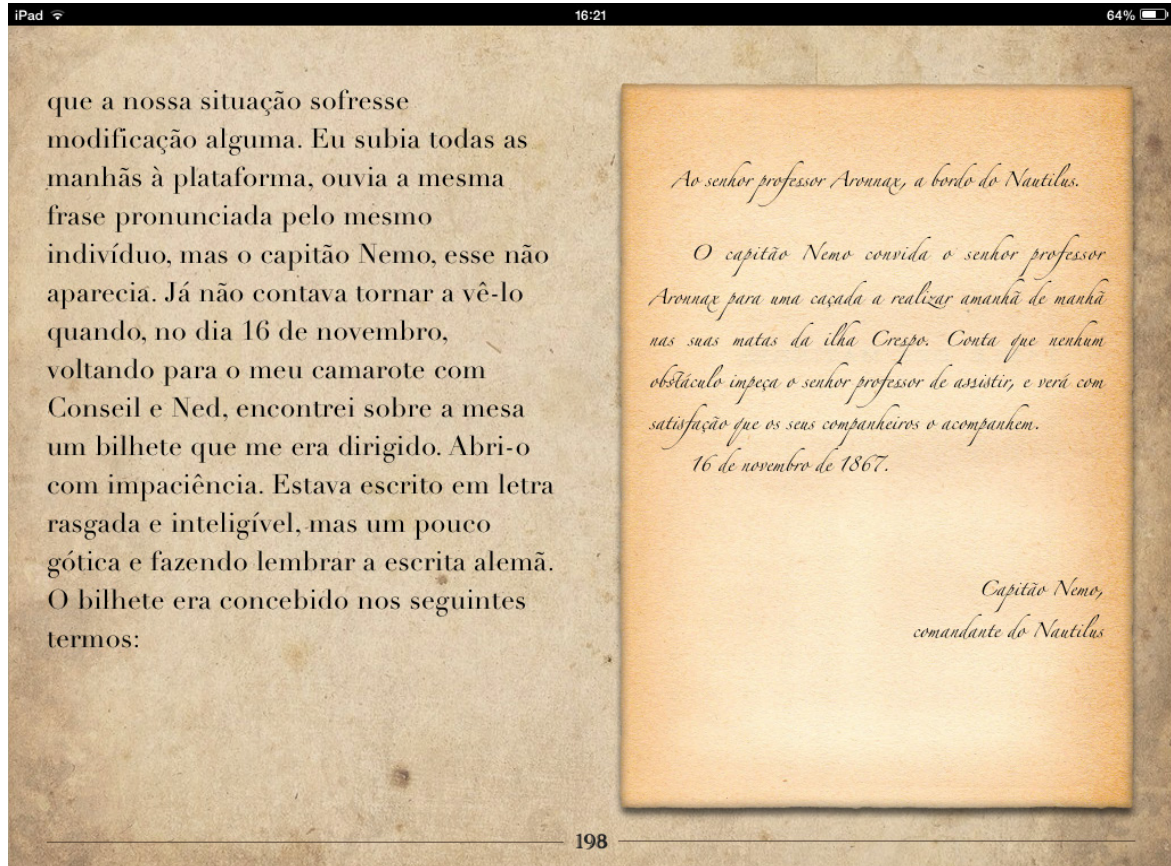 iPad 16:21 64%
que a nossa situação sofresse
modificação alguma. Eu subia todas as
manhãs à plataforma, ouvia a mesma
frase pronunciada pelo mesmo
indivíduo, mas o capitão Nemo, esse não
aparecia. Já não contava tornar a vê-lo
quando, no dia 16 de novembro,
voltando para o meu camarote com
Conseil e Ned, encontrei sobre a mesa
um bilhete que me era dirigido. Abri-o
com impaciência. Estava escrito em letra
rasgada e inteligível, mas um pouco
gótica e fazendo lembrar a escrita alemã.
O bilhete era concebido nos seguintes
termos:
Ao senhor professor Aronnax, a bordo do Nautilus.
O capitão Nemo convida o senhor professor
Aronnax para uma caçada a realizar amanhã de manhã
nas suas matas da ilha Crespo. Conta que nenhum
obstáculo impeça o senhor professor de assistir, e verá com
satisfação que os seus companheiros o acompanhem.
16 de novembro de 1867.
Capitão Nemo,
comandante do Nautilus
198